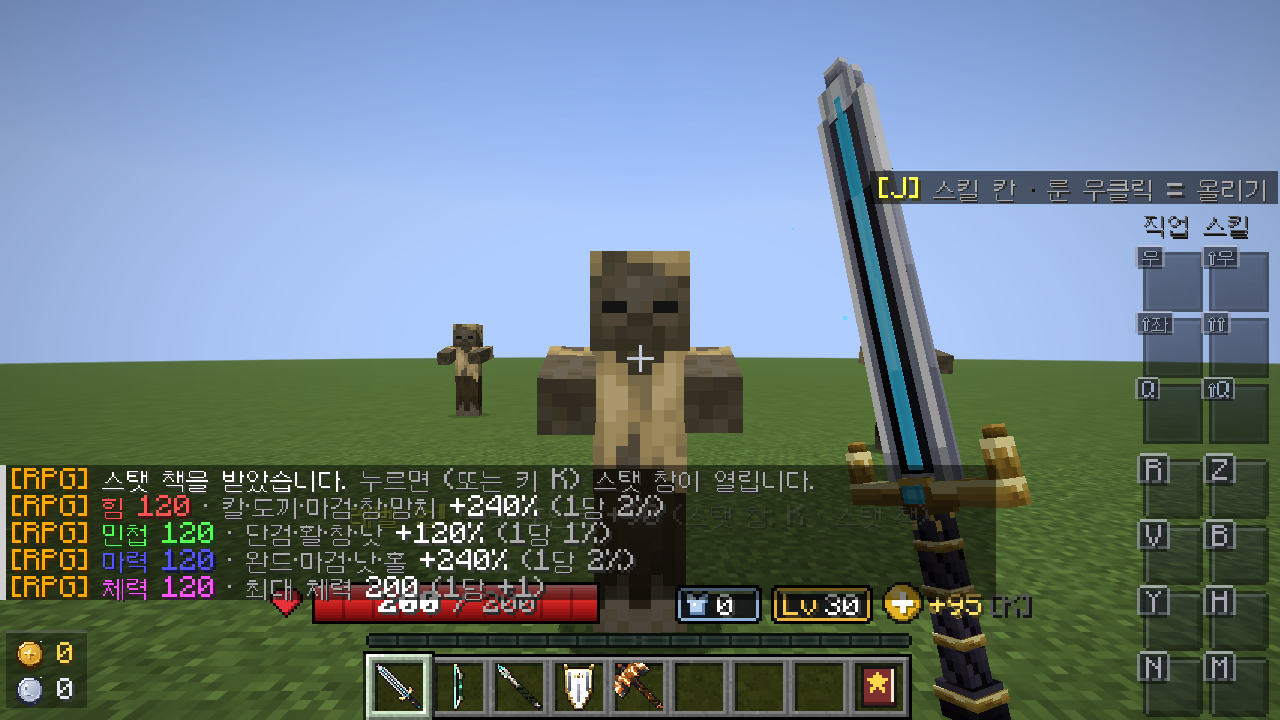 [J] 스킬 칸 · 룬 우클릭 = 올리기
직업 스킬
우 ↑우
↑좌 ↑↑
Q ↑Q
R Z
V B
Y H
N M
[RPG] 스탯 책을 받았습니다. 누르면 (또는 키 K) 스탯 창이 열립니다.
[RPG] 힘 120 · 칼·도끼·마검·창·망치 +240% (1당 2%)
[RPG] 민첩 120 · 단검·활·창·낫 +120% (1당 1%)
[RPG] 마력 120 · 완드·마검·낫·홀 +240% (1당 2%)
[RPG] 체력 120 · 최대 체력 200 (1당 +1)
200 / 200
0
Lv 30
+95 [K]
0
0